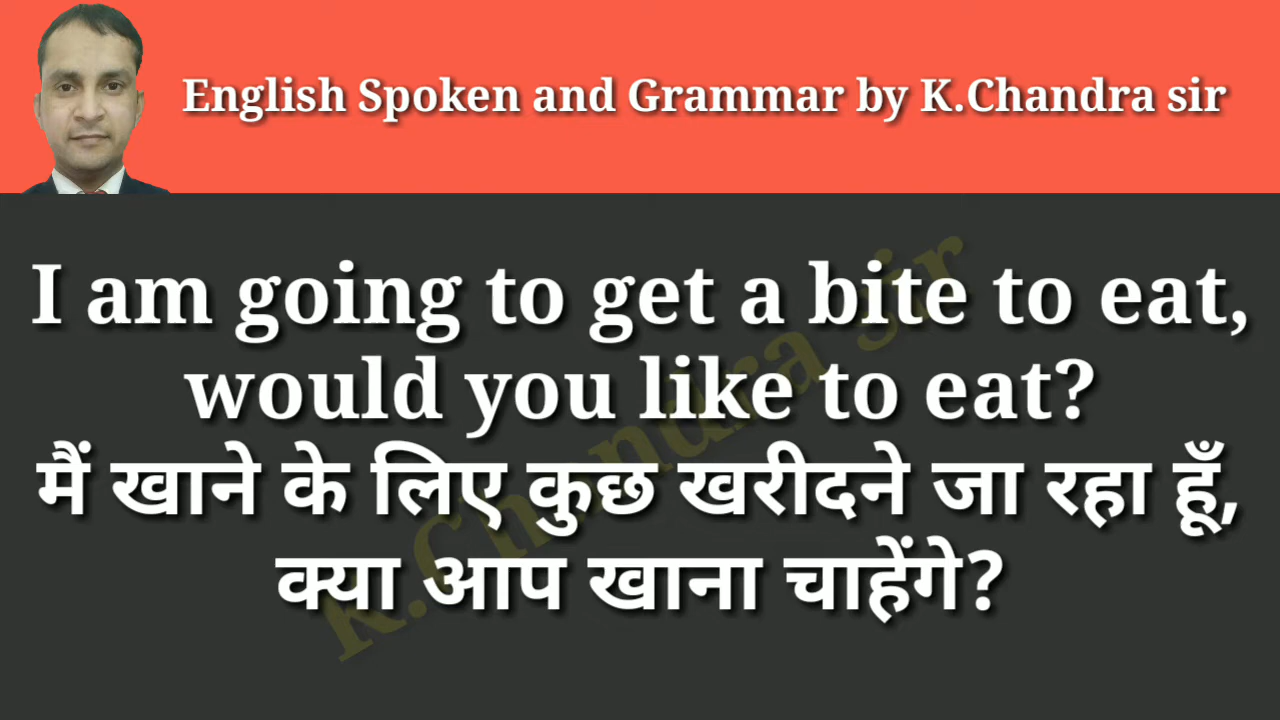 English Spoken and Grammar by K.Chandra sir
I am going to get a bite to eat,
would you like to eat?
मैं खाने के लिए कुछ खरीदने जा रहा हूँ,
क्या आप खाना चाहेंगे?
K.Chandra sir